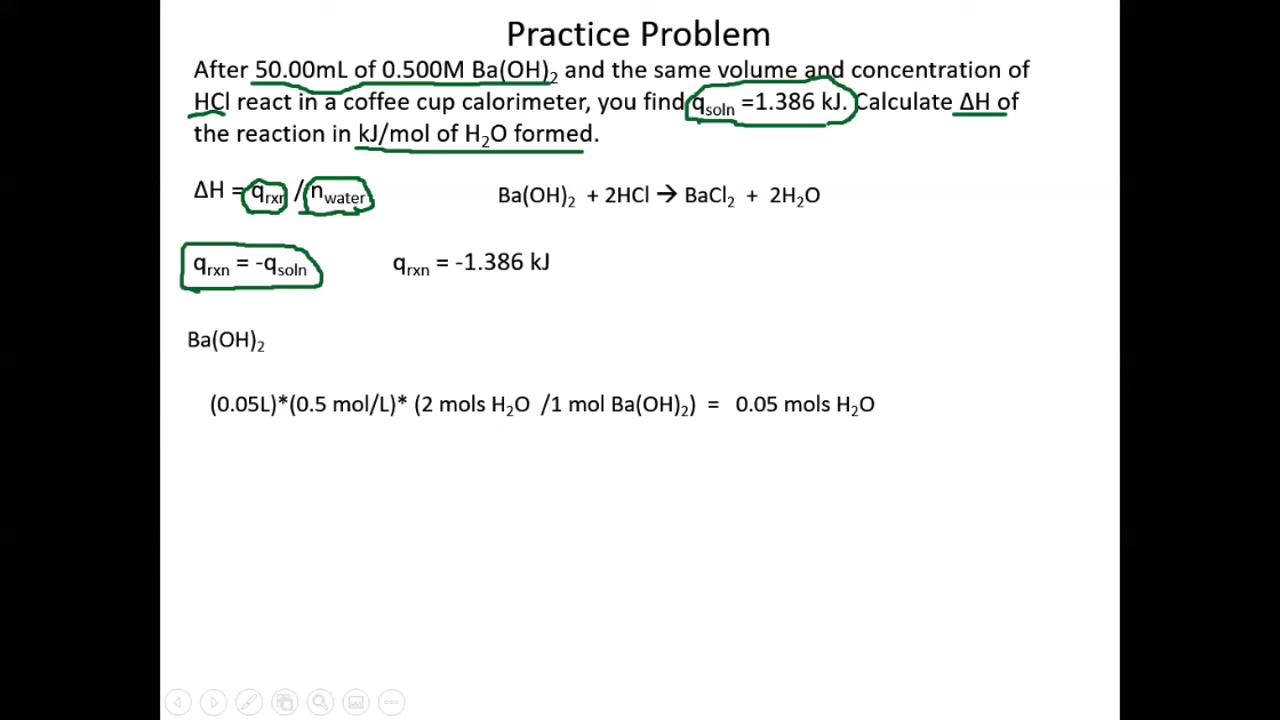 Practice Problem
After 50.00mL of 0.500M Ba(OH)₂ and the same volume and concentration of
HCl react in a coffee cup calorimeter, you find qsoln =1.386 kJ. Calculate ΔH of
the reaction in kJ/mol of H₂O formed.
ΔH = qrxn / nwater
Ba(OH)₂ + 2HCl → BaCl₂ + 2H₂O
qrxn = -qsoln
qrxn = -1.386 kJ
Ba(OH)₂
(0.05L)*(0.5 mol/L)* (2 mols H₂O /1 mol Ba(OH)₂) = 0.05 mols H₂O